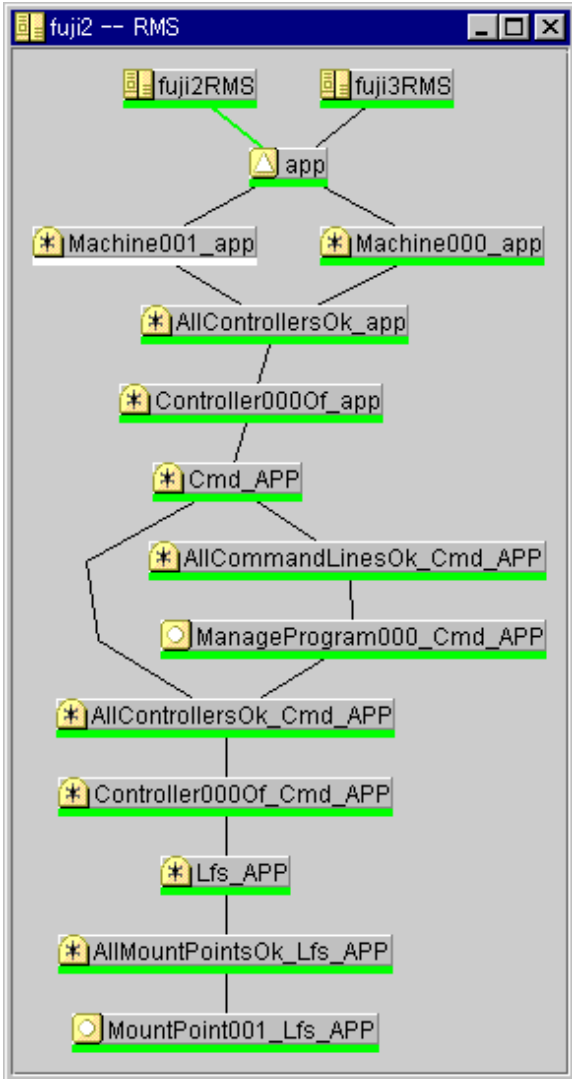 fuji2 -- RMS
fuji2RMS
fuji3RMS
app
Machine001_app
Machine000_app
AllControllersOk_app
Controller000Of_app
Cmd_APP
AllCommandLinesOk_Cmd_APP
ManageProgram000_Cmd_APP
AllControllersOk_Cmd_APP
Controller000Of_Cmd_APP
Lfs_APP
AllMountPointsOk_Lfs_APP
MountPoint001_Lfs_APP